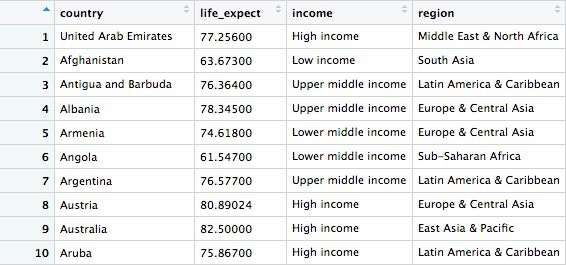 country life_expect income region
1 United Arab Emirates 77.25600 High income Middle East & North Africa
2 Afghanistan 63.67300 Low income South Asia
3 Antigua and Barbuda 76.36400 Upper middle income Latin America & Caribbean
4 Albania 78.34500 Upper middle income Europe & Central Asia
5 Armenia 74.61800 Lower middle income Europe & Central Asia
6 Angola 61.54700 Lower middle income Sub-Saharan Africa
7 Argentina 76.57700 Upper middle income Latin America & Caribbean
8 Austria 80.89024 High income Europe & Central Asia
9 Australia 82.50000 High income East Asia & Pacific
10 Aruba 75.86700 High income Latin America & Caribbean